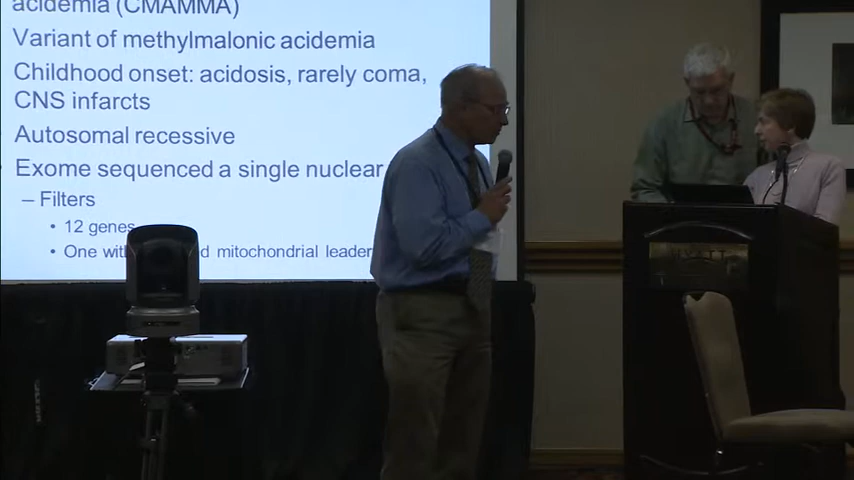 acidemia (CMAMMA)
Variant of methylmalonic acidemia
Childhood onset: acidosis, rarely coma,
CNS infarcts
Autosomal recessive
Exome sequenced a single nuclear
– Filters
• 12 genes
• One with mitochondrial leader
HYATT